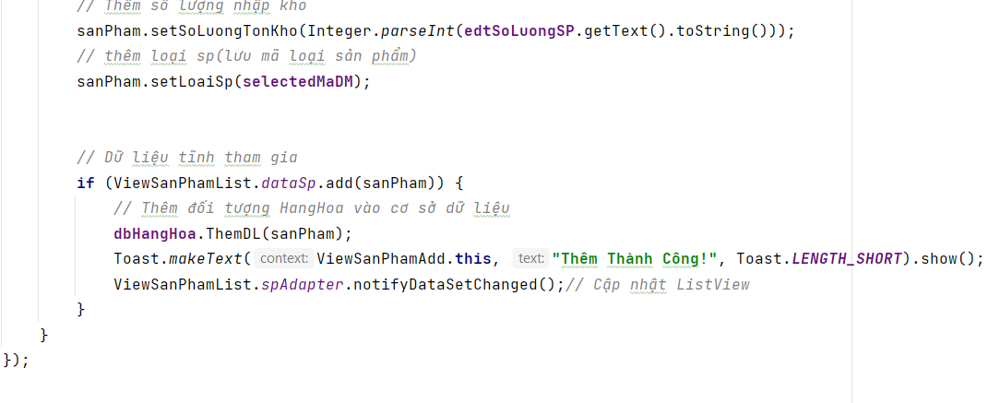 // Thêm số lượng nhập kho
sanPham.setSoLuongTonKho(Integer.parseInt(edtSoLuongSP.getText().toString()));
// thêm loại sp(lưu mã loại sản phẩm)
sanPham.setLoaiSp(selectedMaDM);
// Dữ liệu tĩnh tham gia
if (ViewSanPhamList.dataSp.add(sanPham)) {
// Thêm đối tượng HangHoa vào cơ sở dữ liệu
dbHangHoa.ThemDL(sanPham);
Toast.makeText( context: ViewSanPhamAdd.this, text: "Thêm Thành Công!", Toast.LENGTH_SHORT).show();
ViewSanPhamList.spAdapter.notifyDataSetChanged();// Cập nhật ListView
}
}
});